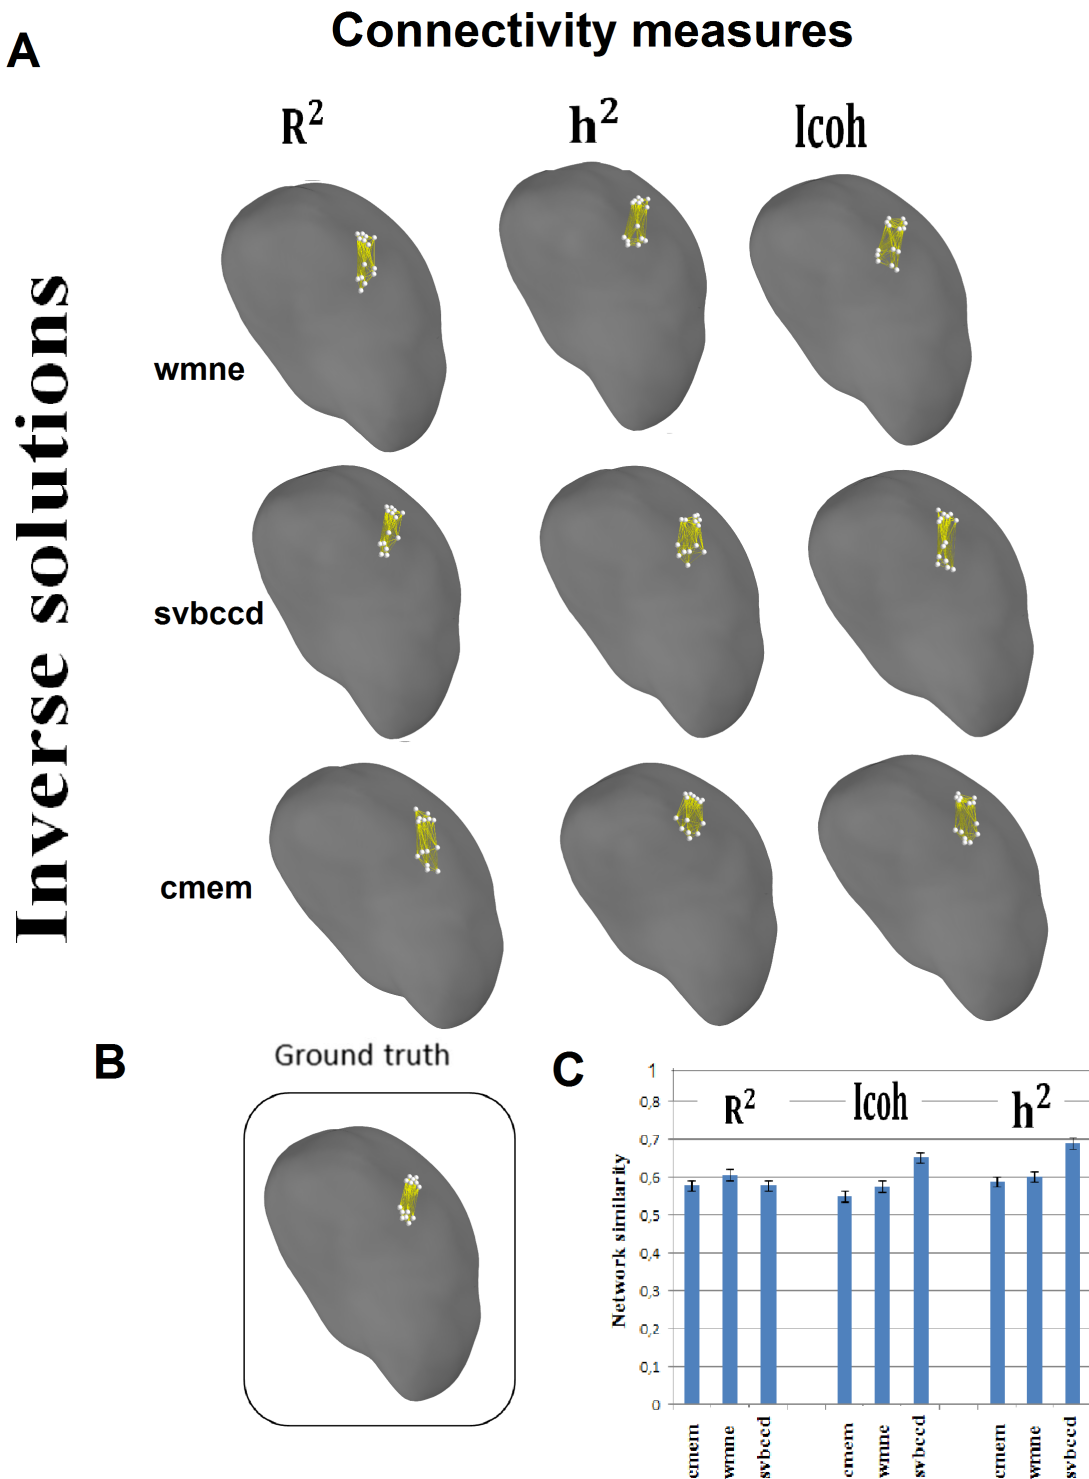 A
Connectivity measures
R²
h²
Icoh
Inverse solutions
wmne
svbccd
cmem
B
Ground truth
C
Network similarity
1
0,8
0,7
0,6
0,5
0,4
0,3
0,2
0,1
0
R²
Icoh
h²
cmem
wmne
svbccd
cmem
wmne
svbccd
cmem
wmne
svbccd